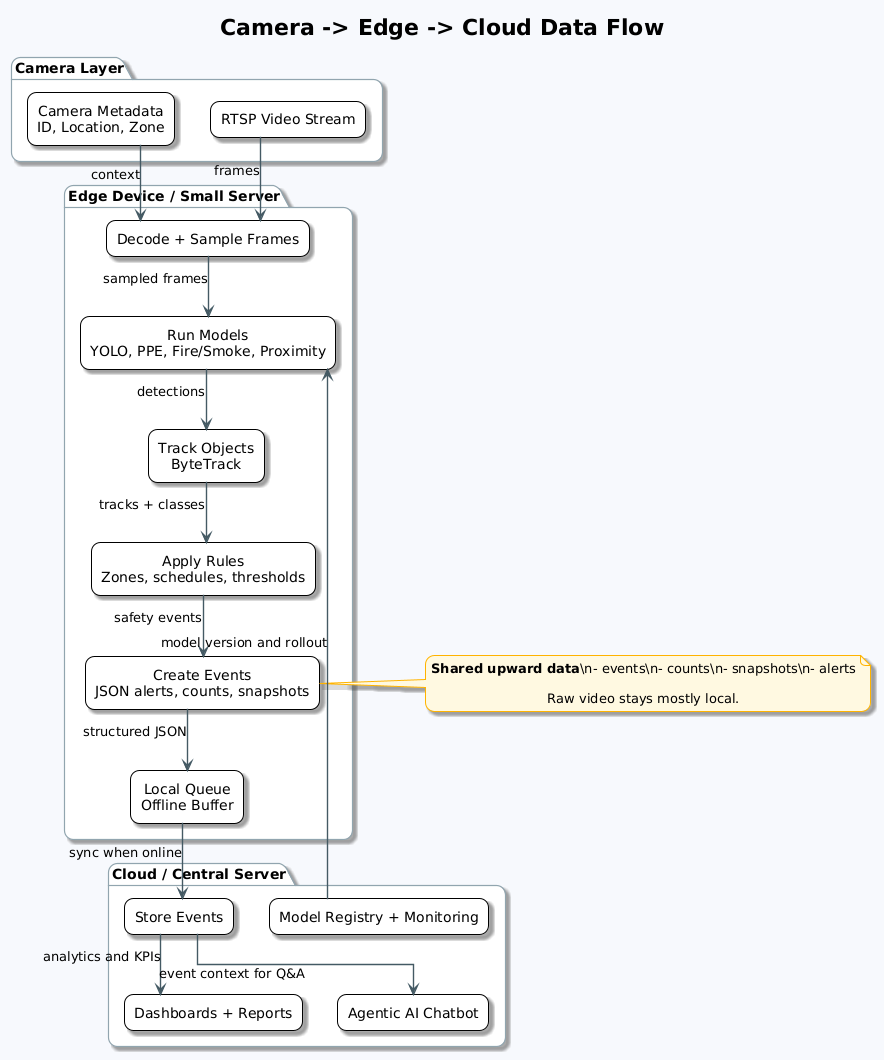 Camera -> Edge -> Cloud Data Flow
Camera Layer
Camera Metadata
ID, Location, Zone
RTSP Video Stream
context
frames
Edge Device / Small Server
Decode + Sample Frames
sampled frames
Run Models
YOLO, PPE, Fire/Smoke, Proximity
detections
Track Objects
ByteTrack
tracks + classes
Apply Rules
Zones, schedules, thresholds
safety events
model version and rollout
Create Events
JSON alerts, counts, snapshots
Shared upward data\n- events\n- counts\n- snapshots\n- alerts
Raw video stays mostly local.
structured JSON
Local Queue
Offline Buffer
sync when online
Cloud / Central Server
Store Events
Model Registry + Monitoring
analytics and KPIs
event context for Q&A
Dashboards + Reports
Agentic AI Chatbot